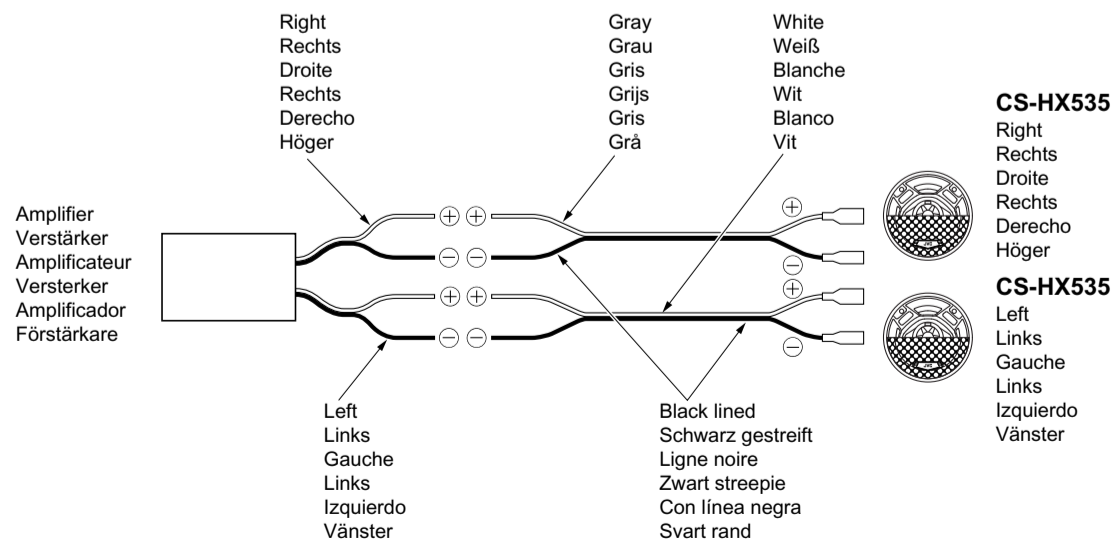 Right
Rechts
Droite
Rechts
Derecho
Höger
Gray
Grau
Gris
Grijs
Gris
Grå
White
Weiß
Blanche
Wit
Blanco
Vit
CS-HX535
Right
Rechts
Droite
Rechts
Derecho
Höger
Amplifier
Verstärker
Amplificateur
Versterker
Amplificador
Förstärkare
CS-HX535
Left
Links
Gauche
Links
Izquierdo
Vänster
Left
Links
Gauche
Links
Izquierdo
Vänster
Black lined
Schwarz gestreift
Ligne noire
Zwart streepie
Con línea negra
Svart rand